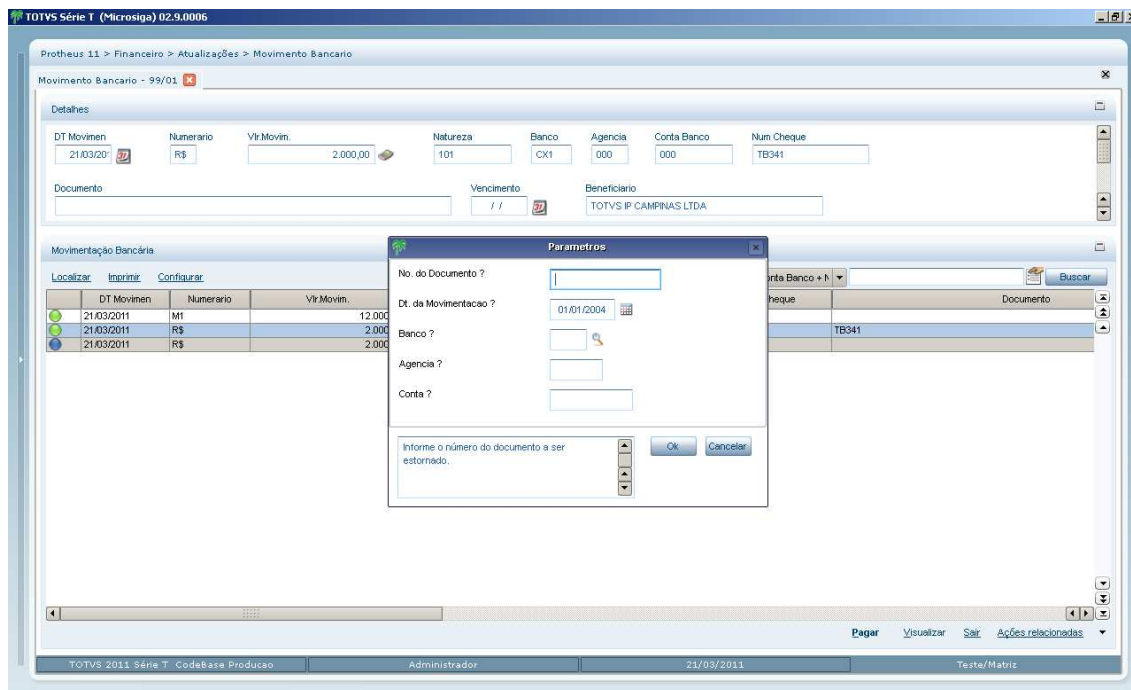 TOTVS Série T (Microsiga) 02.9.0006
Protheus 11 > Financeiro > Atualizações > Movimento Bancario
Movimento Bancario - 99/01
Detalhes
DT Movimen Numerario Vlr.Movim. Natureza Banco Agencia Conta Banco Num Cheque
21/03/20 R$ 2.000,00 101 CX1 000 000 TB341
Documento Vencimento Beneficiario
/ / TOTVS IP CAMPINAS LTDA
Movimentação Bancária
Localizar Imprimir Configurar onta Banco + N Buscar
DT Movimen Numerario Vlr.Movim. heque Documento
21/03/2011 M1 12.000
21/03/2011 R$ 2.000 TB341
21/03/2011 R$ 2.000
Parametros
No. do Documento ?
Dt. da Movimentacao ? 01/01/2004
Banco ?
Agencia ?
Conta ?
Informe o número do documento a ser
estornado.
Ok Cancelar
Pagar Visualizar Sair Ações relacionadas
TOTVS 2011 Série T CodeBase Producao Administrador 21/03/2011 Teste/Matriz